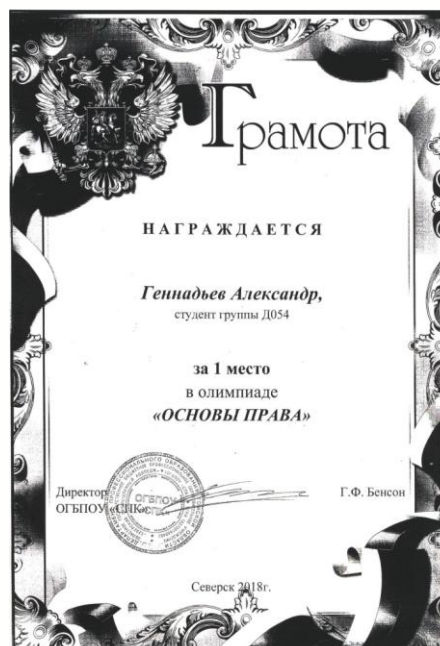 Грамота
НАГРАЖДАЕТСЯ
Геннадьев Александр,
студент группы Д054
за 1 место
в олимпиаде
«ОСНОВЫ ПРАВА»
Директор
ОГБПОУ «СПК»
Г.Ф. Бенсон
ОГБПОУ
Северск 2018г.